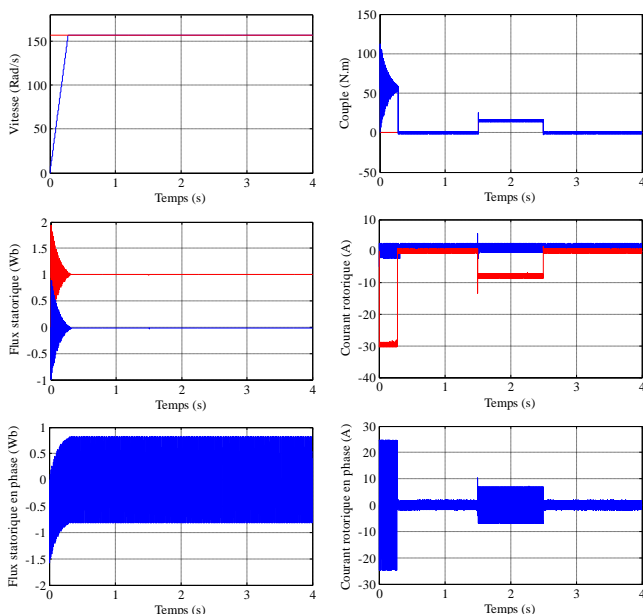 150
100
50
0
0 1 2 3 4
Vitesse (Rad/s)
Temps (s)
150
100
50
0
-50
0 1 2 3 4
Couple (N.m)
Temps (s)
2
1.5
1
0.5
0
-0.5
-1
0 1 2 3 4
Flux statorique (Wb)
Temps (s)
10
0
-10
-20
-30
-40
0 1 2 3 4
Courant rotorique (A)
Temps (s)
1
0.5
0
-0.5
-1
-1.5
-2
0 1 2 3 4
Flux statorique en phase (Wb)
Temps (s)
30
20
10
0
-10
-20
-30
0 1 2 3 4
Courant rotorique en phase (A)
Temps (s)